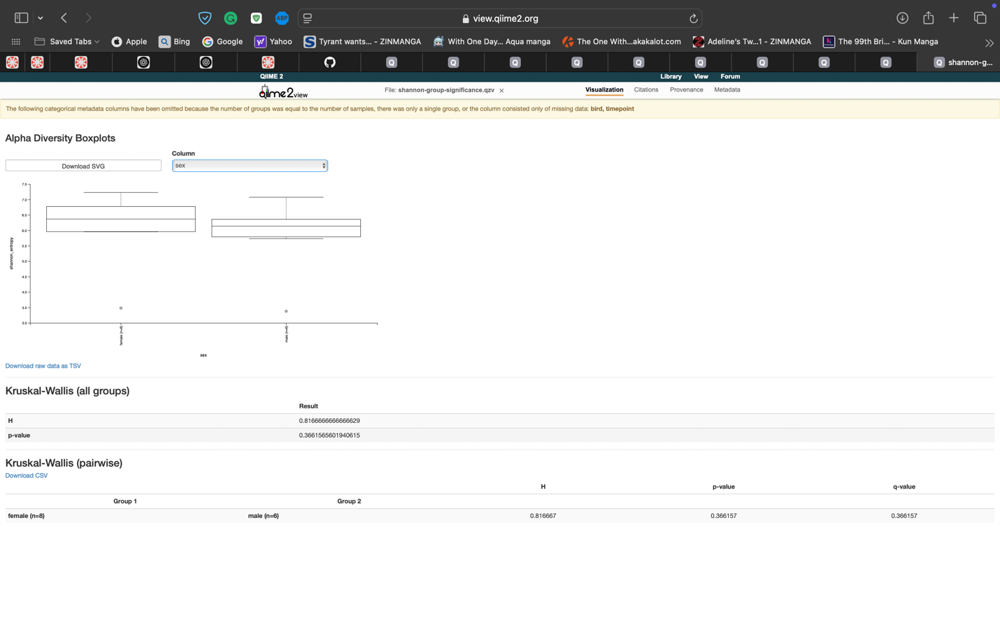 view.qiime2.org
ABP
Saved Tabs
Apple
Bing
Google
Yahoo
Tyrant wants... - ZINMANGA
With One Day... Aqua manga
The One With...akakalot.com
Adeline's Tw...1 - ZINMANGA
The 99th Bri... - Kun Manga
Q Q Q Q Q Q Q Q Q Q shannon-g...
QIIME 2 Library View Forum
qiime2view
File: shannon-group-significance.qzv ×
Visualization Citations Provenance Metadata
The following categorical metadata columns have been omitted because the number of groups was equal to the number of samples, there was only a single group, or the column consisted only of missing data: bird, timepoint
Alpha Diversity Boxplots
Column
Download SVG
sex
7.5
7.0
6.5
6.0
5.5
5.0
4.5
4.0
3.5
3.0
shannon_entropy
female (n=8)
male (n=6)
sex
Download raw data as TSV
Kruskal-Wallis (all groups)
Result
H 0.8166666666666629
p-value 0.3661565601940615
Kruskal-Wallis (pairwise)
Download CSV
H p-value q-value
Group 1 Group 2
female (n=8) male (n=6) 0.816667 0.366157 0.366157